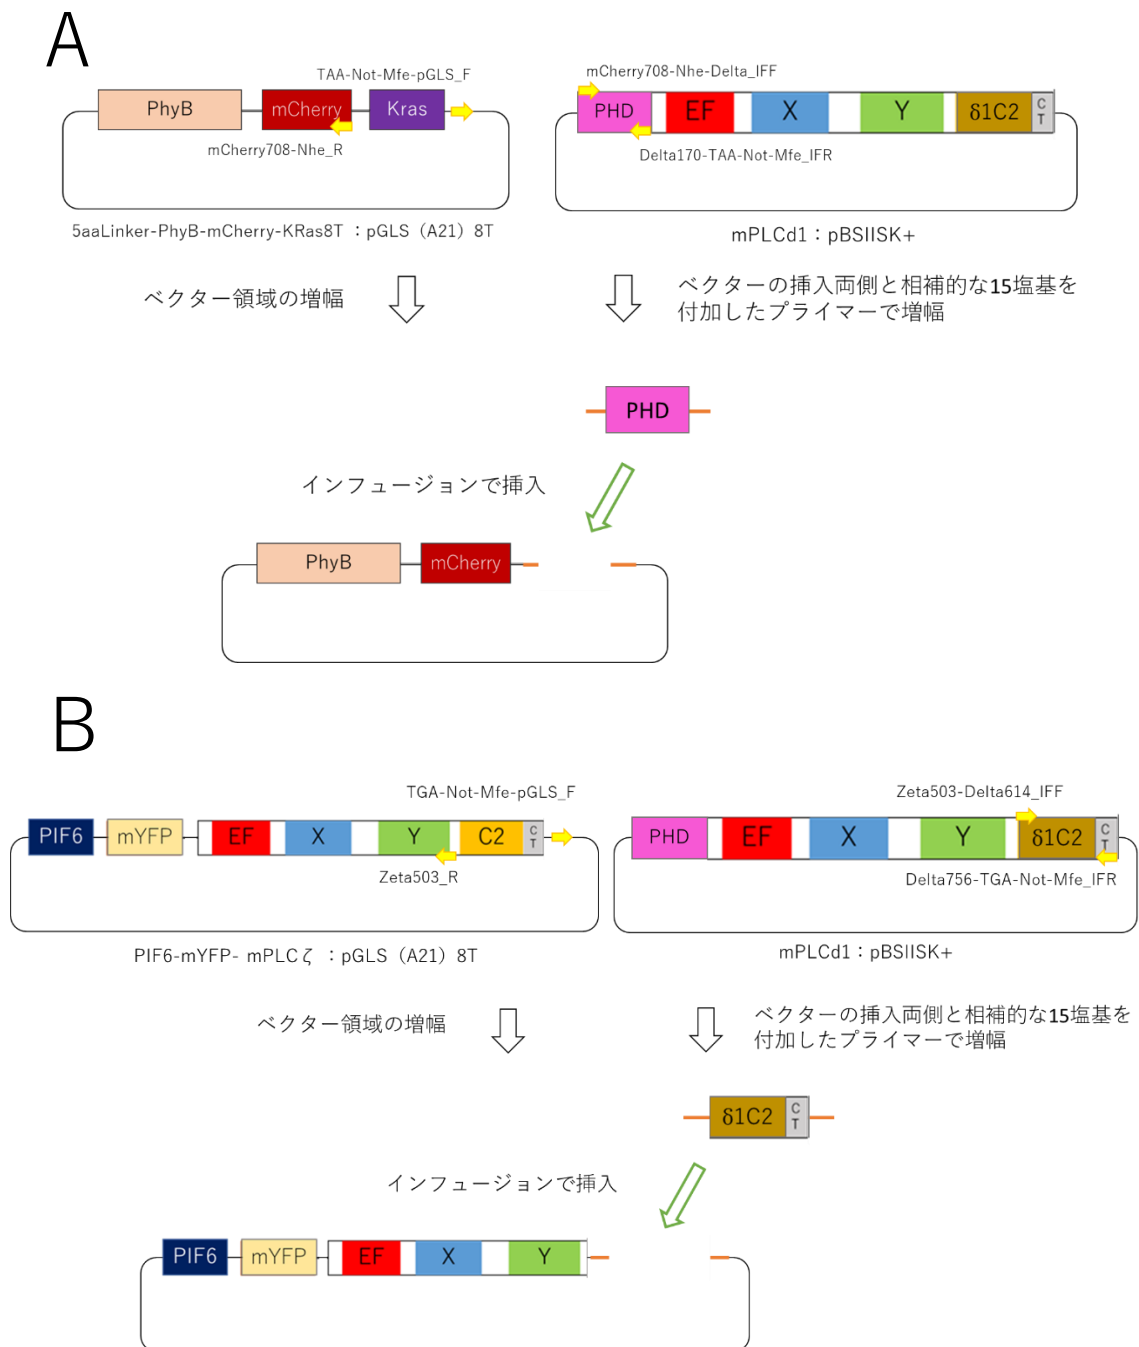 A
TAA-Not-Mfe-pGLS_F
mCherry708-Nhe-Delta_IFF
PhyB
mCherry
Kras
PHD
EF
X
Y
δ1C2
C
T
mCherry708-Nhe_R
Delta170-TAA-Not-Mfe_IFR
5aaLinker-PhyB-mCherry-KRas8T ：pGLS（A21）8T
mPLCd1：pBSIISK+
ベクター領域の増幅
ベクターの挿入両側と相補的な15塩基を
付加したプライマーで増幅
PHD
インフュージョンで挿入
PhyB
mCherry
B
TGA-Not-Mfe-pGLS_F
Zeta503-Delta614_IFF
PIF6
mYFP
EF
X
Y
C2
C
T
PHD
EF
X
Y
δ1C2
C
T
Zeta503_R
Delta756-TGA-Not-Mfe_IFR
PIF6-mYFP- mPLCζ ：pGLS（A21）8T
mPLCd1：pBSIISK+
ベクター領域の増幅
ベクターの挿入両側と相補的な15塩基を
付加したプライマーで増幅
δ1C2
C
T
インフュージョンで挿入
PIF6
mYFP
EF
X
Y